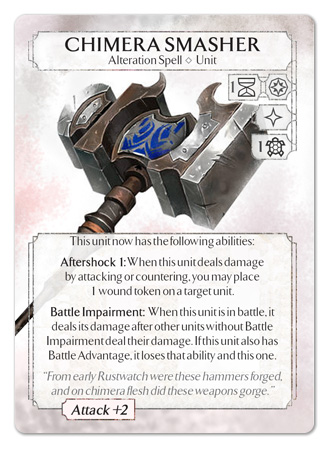 CHIMERA SMASHER
Alteration Spell ⬦ Unit
1
1
This unit now has the following abilities:
Aftershock 1: When this unit deals damage
by attacking or countering, you may place
1 wound token on a target unit.
Battle Impairment: When this unit is in battle, it
deals its damage after other units without Battle
Impairment deal their damage. If this unit also has
Battle Advantage, it loses that ability and this one.
"From early Rustwatch were these hammers forged,
and on chimera flesh did these weapons gorge."
Attack +2